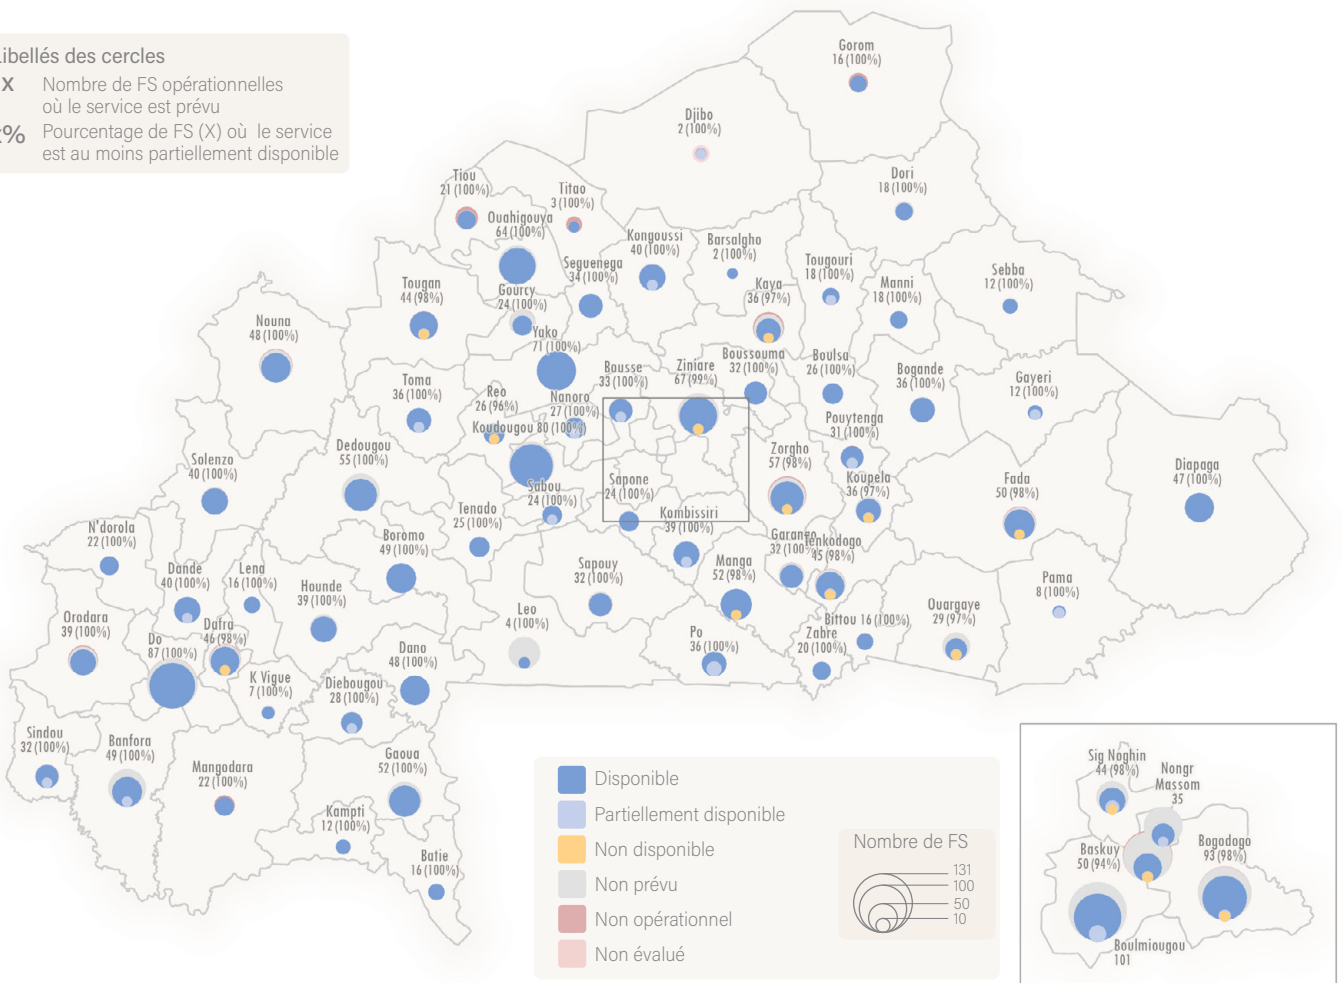 Libellés des cercles
X Nombre de FS opérationnelles
où le service est prévu
% Pourcentage de FS (X) où le service
est au moins partiellement disponible
Gorom
16 (100%)
Djibo
2 (100%)
Dori
18 (100%)
Tiou
21 (100%)
Titao
3 (100%)
Ouahigouya
64 (100%)
Kongoussi
40 (100%)
Barsalgho
2 (100%)
Tougouri
18 (100%)
Seguenega
34 (100%)
Kaya
36 (97%)
Manni
18 (100%)
Sebba
12 (100%)
Tougan
44 (98%)
Gourcy
24 (100%)
Nouna
48 (100%)
Yako
71 (100%)
Bousse
33 (100%)
Ziniare
67 (99%)
Boussouma
32 (100%)
Boulsa
26 (100%)
Bogande
36 (100%)
Gayeri
12 (100%)
Toma
36 (100%)
Reo
26 (96%)
Nanoro
27 (100%)
Koudougou 80 (100%)
Pouytenga
31 (100%)
Dedougou
55 (100%)
Solenzo
40 (100%)
Zorgho
57 (98%)
Koupela
36 (97%)
Fada
50 (98%)
Diapaga
47 (100%)
Sabou
24 (100%)
Sapone
24 (100%)
Tenado
25 (100%)
Kombissiri
39 (100%)
N'dorola
22 (100%)
Boromo
49 (100%)
Garango
32 (100%)
Tenkodogo
45 (98%)
Dande
40 (100%)
Lena
16 (100%)
Hounde
39 (100%)
Sapouy
32 (100%)
Manga
52 (98%)
Pama
8 (100%)
Orodara
39 (100%)
Dafra
46 (98%)
Do
87 (100%)
Leo
4 (100%)
Ouargaye
29 (97%)
Bittou 16 (100%)
Po
36 (100%)
Zabre
20 (100%)
Dano
48 (100%)
K Vigue
7 (100%)
Diebougou
28 (100%)
Sindou
32 (100%)
Banfora
49 (100%)
Mangodara
22 (100%)
Gaoua
52 (100%)
Kampti
12 (100%)
Batie
16 (100%)
Disponible
Partiellement disponible
Non disponible
Non prévu
Non opérationnel
Non évalué
Nombre de FS
131
100
50
10
Sig Noghin
44 (98%)
Nongr
Massom
35
Baskuy
50 (94%)
Bogodogo
93 (98%)
Boulmiougou
101